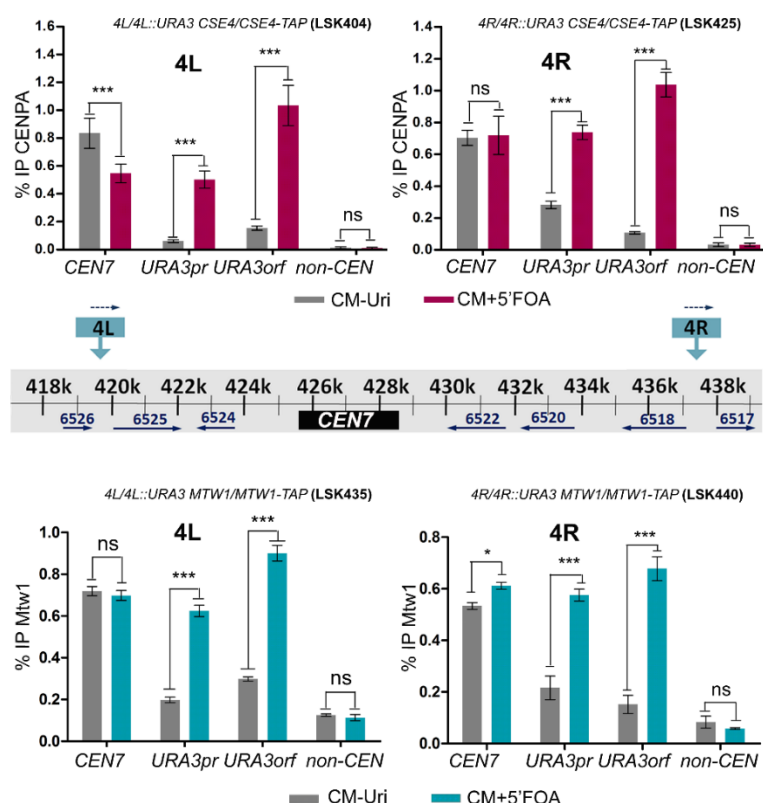 4L/4L::URA3 CSE4/CSE4-TAP (LSK404)
4L
% IP CENPA
1.6
1.4
1.2
1.0
0.8
0.6
0.4
0.2
0.0
***
***
***
ns
CEN7 URA3pr URA3orf non-CEN
4R/4R::URA3 CSE4/CSE4-TAP (LSK425)
4R
% IP CENPA
1.4
1.2
1.0
0.8
0.6
0.4
0.2
0.0
ns
***
***
ns
CEN7 URA3pr URA3orf non-CEN
CM-Uri CM+5'FOA
4L 4R
418k 420k 422k 424k 426k 428k 430k 432k 434k 436k 438k
6526 6525 6524 CEN7 6522 6520 6518 6517
4L/4L::URA3 MTW1/MTW1-TAP (LSK435)
4L
% IP Mtw1
1.0
0.8
0.6
0.4
0.2
0.0
ns
***
***
ns
CEN7 URA3pr URA3orf non-CEN
4R/4R::URA3 MTW1/MTW1-TAP (LSK440)
4R
% IP Mtw1
0.8
0.6
0.4
0.2
0.0
*
***
***
ns
CEN7 URA3pr URA3orf non-CEN
CM-Uri CM+5'FOA